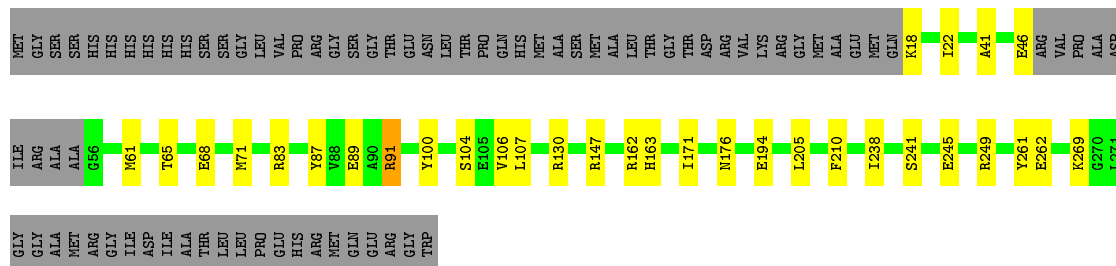 MET GLY SER SER HIS HIS HIS HIS HIS HIS SER SER GLY LEU VAL PRO ARG GLY SER GLY THR GLU ASN LEU THR PRO GLN HIS MET ALA SER MET ALA LEU THR GLY THR ASP ARG VAL LYS ARG GLY MET ALA GLU MET GLN K18 I22 A41 E46 ARG VAL PRO ALA ASP
ILE ARG ALA ALA G56 M61 T65 E68 M71 R83 Y87 V88 E89 A90 R91 Y100 S104 E105 V106 L107 R130 R147 R162 H163 I171 N176 E194 L205 F210 I238 S241 E245 R249 Y261 E262 K269 G270 I271
GLY GLY ALA MET ARG GLY ILE ASP ILE ALA THR LEU LEU PRO GLU HIS ARG MET GLN GLU ARG GLY TRP